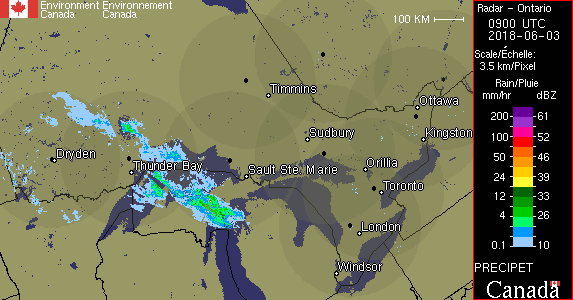 Environment Environnement
Canada Canada
100 KM
Timmins
Ottawa
Sudbury
Kingston
Dryden
Thunder Bay
Sault Ste. Marie
Orillia
Toronto
London
Windsor
Radar - Ontario
0900 UTC
2018-06-03
Scale/Échelle:
3.5 km/Pixel
Rain/Pluie
mm/hr dBZ
200 61
100 52
50 46
24 39
12 33
4 26
0.1 10
PRECIPET
Canada